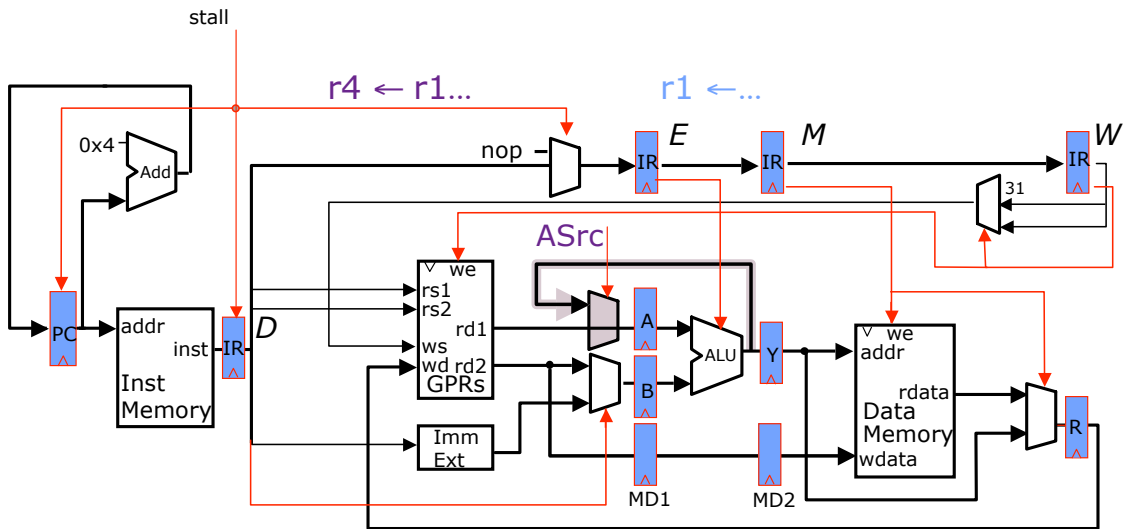 stall
r4 ← r1...
r1 ← ...
E
M
W
0x4
Add
nop
IR
IR
IR
31
ASrc
we
rs1
rs2
PC
addr
inst
Inst
Memory
IR
D
rd1
ws
wd
rd2
GPRs
A
B
ALU
Y
we
addr
rdata
Data
Memory
wdata
R
Imm
Ext
MD1
MD2